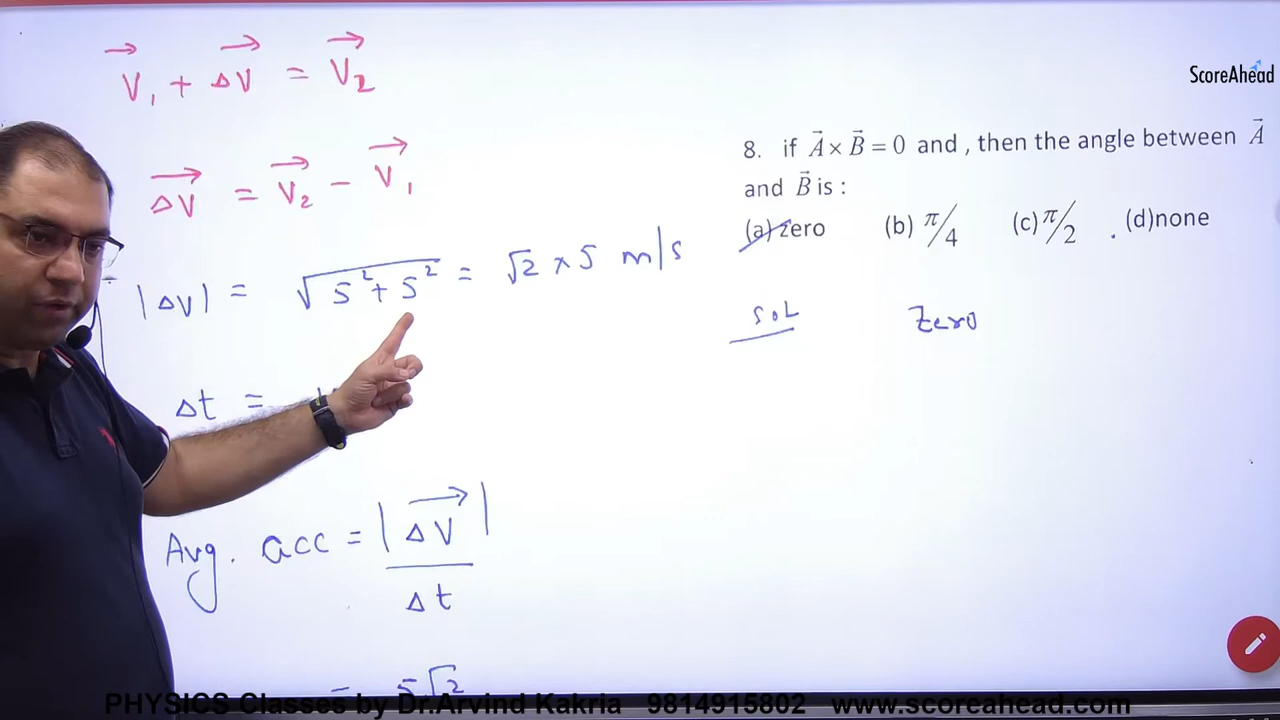 V₁ + ΔV = V₂
ΔV = V₂ − V₁
|ΔV| = √5² + 5² = √2 × 5 m/s
Δt =
Avg. acc = |ΔV|
Δt
= 5√2
ScoreAhead
8. if A⃗ × B⃗ = 0 and , then the angle between A⃗
and B⃗ is :
(a) zero (b) π/4 (c) π/2 . (d)none
SOL Zero
PHYSICS Classes by Dr.Arvind Kakria 9814915802 www.scoreahead.com